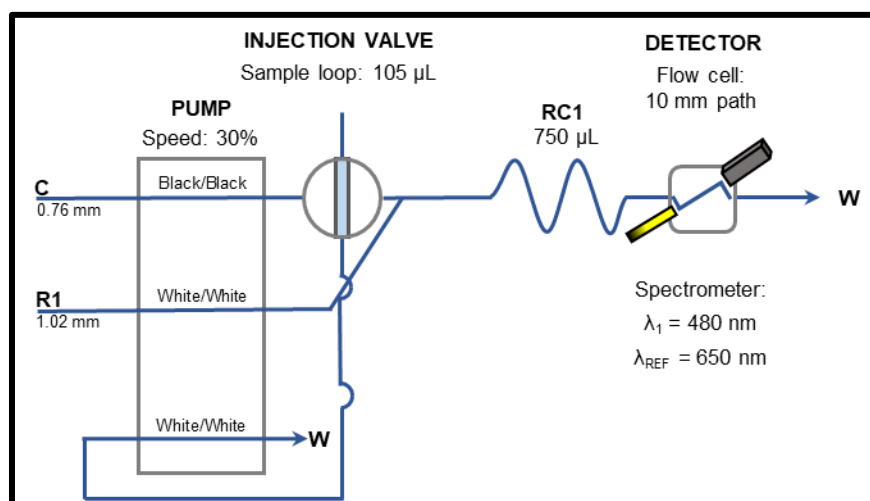 INJECTION VALVE
Sample loop: 105 µL
DETECTOR
Flow cell:
10 mm path
PUMP
Speed: 30%
RC1
750 µL
C
0.76 mm
Black/Black
W
R1
1.02 mm
White/White
Spectrometer:
λ1 = 480 nm
λREF = 650 nm
White/White
W